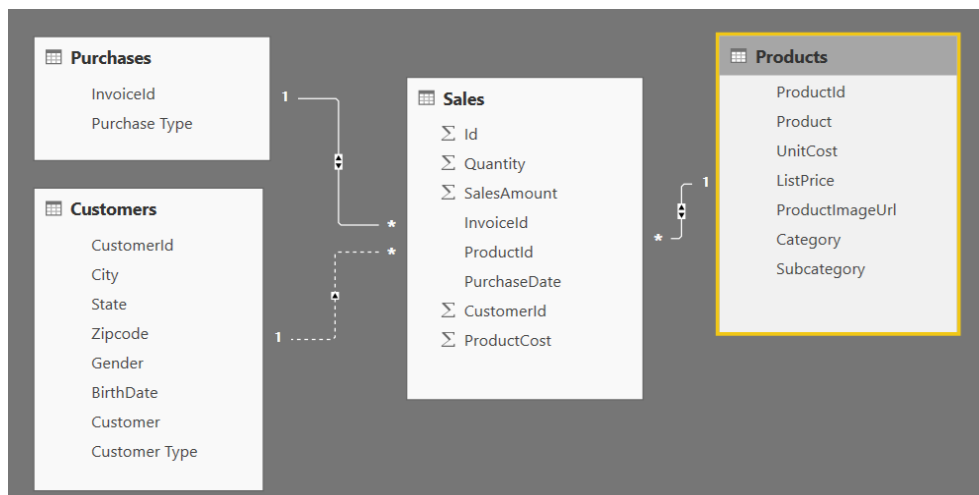 Purchases
InvoiceId
Purchase Type
Customers
CustomerId
City
State
Zipcode
Gender
BirthDate
Customer
Customer Type
1
*
*
1
Sales
Σ Id
Σ Quantity
Σ SalesAmount
InvoiceId
ProductId
PurchaseDate
Σ CustomerId
Σ ProductCost
1
*
Products
ProductId
Product
UnitCost
ListPrice
ProductImageUrl
Category
Subcategory